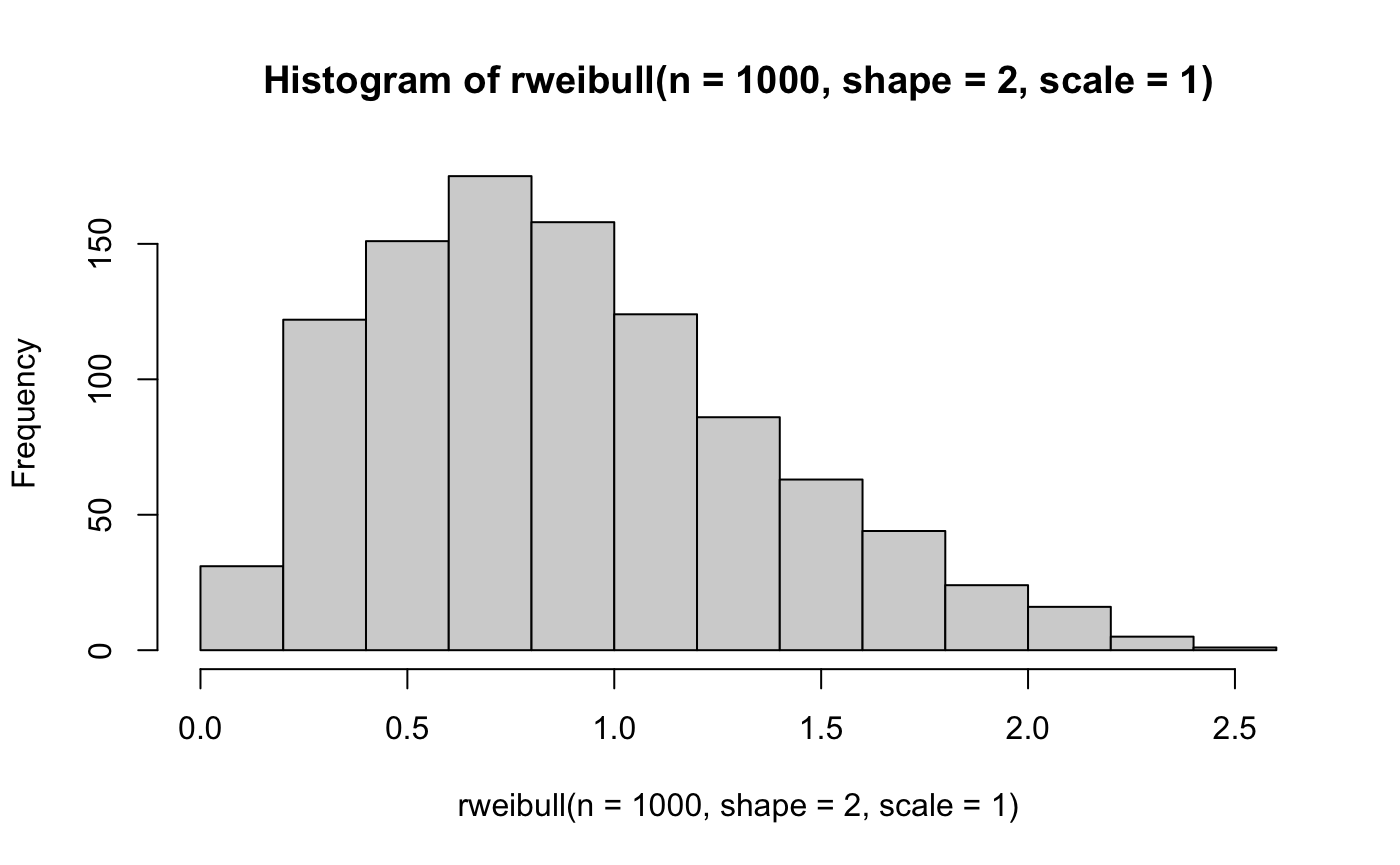 Histogram of rweibull(n = 1000, shape = 2, scale = 1)
Frequency
150
100
50
0
0.0 0.5 1.0 1.5 2.0 2.5
rweibull(n = 1000, shape = 2, scale = 1)